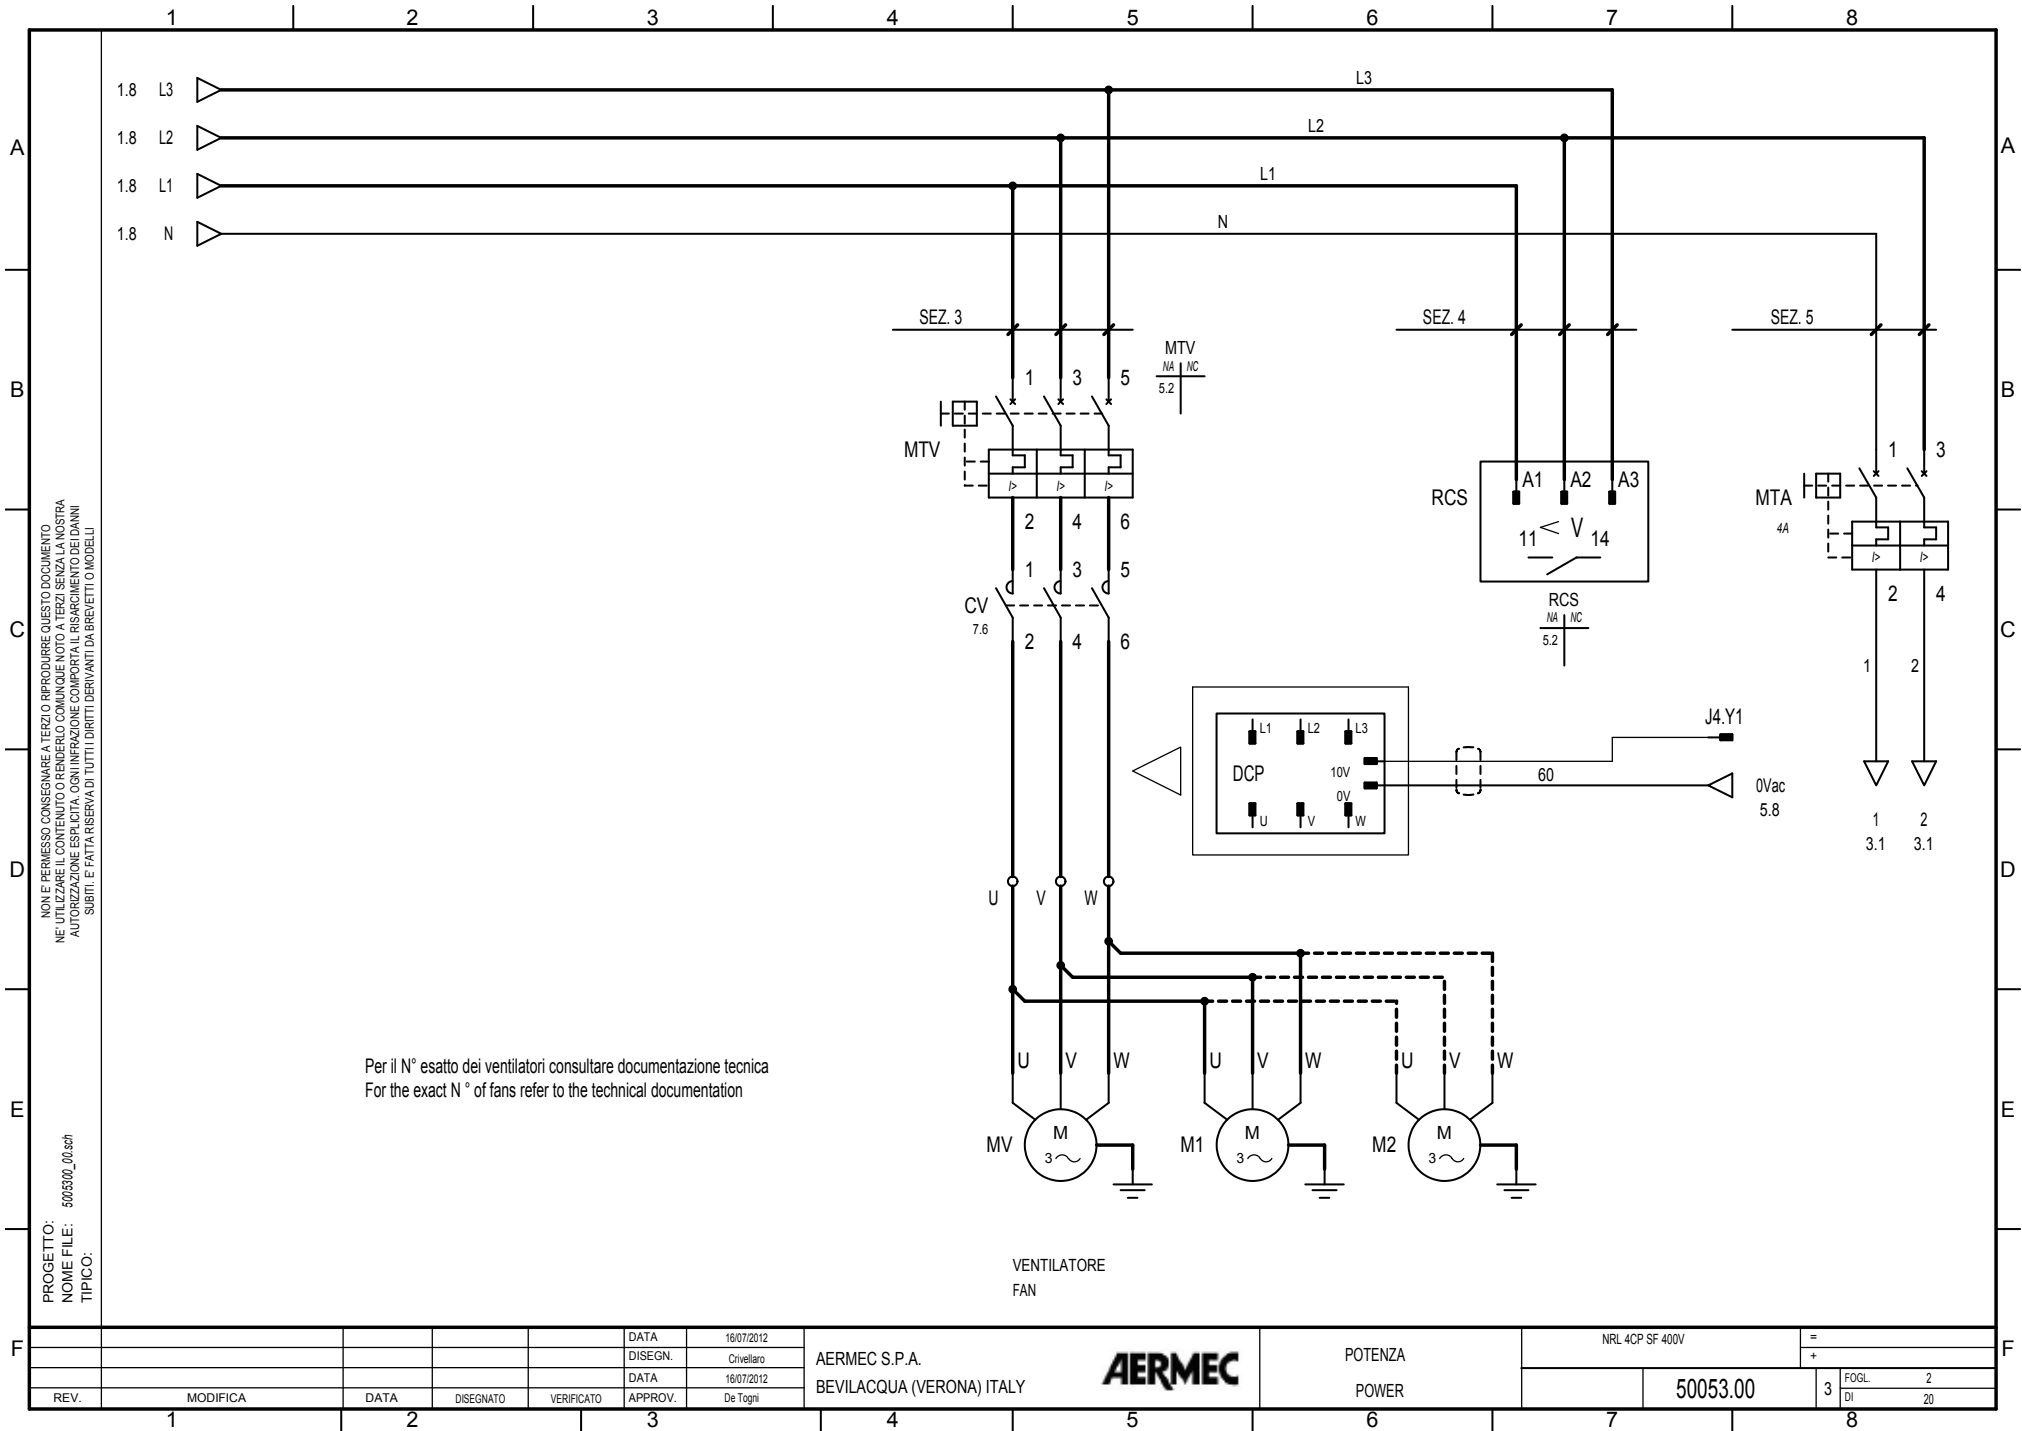 1 2 3 4 5 6 7 8
A
B
C
D
E
F
A
B
C
D
E
F
1.8 L3
1.8 L2
1.8 L1
1.8 N
L3
L2
L1
N
SEZ. 3
SEZ. 4
SEZ. 5
MTV
NA NC
5.2
1 3 5
MTV
I> I> I>
2 4 6
1 3 5
CV
7.6
2 4 6
RCS
A1 A2 A3
< V
11 14
RCS
NA NC
5.2
1 3
MTA
4A
I> I>
2 4
1 2
1 2
3.1 3.1
L1 L2 L3
DCP
10V
0V
U V W
J4.Y1
60
0Vac
5.8
U V W
U V W
U V W
U V W
MV
M
3
M1
M
3
M2
M
3
Per il N° esatto dei ventilatori consultare documentazione tecnica
For the exact N ° of fans refer to the technical documentation
VENTILATORE
FAN
NON E' PERMESSO CONSEGNARE A TERZI O RIPRODURRE QUESTO DOCUMENTO
NE' UTILIZZARE IL CONTENUTO O RENDERLO COMUNQUE NOTO A TERZI SENZA LA NOSTRA
AUTORIZZAZIONE ESPLICITA. OGNI INFRAZIONE COMPORTA IL RISARCIMENTO DEI DANNI
SUBITI. E' FATTA RISERVA DI TUTTI I DIRITTI DERIVANTI DA BREVETTI O MODELLI
PROGETTO:
NOME FILE: 5005300_00.sch
TIPICO:
REV. MODIFICA DATA DISEGNATO VERIFICATO
DATA 16/07/2012
DISEGN. Crivellaro
DATA 16/07/2012
APPROV. De Togni
AERMEC S.P.A.
BEVILACQUA (VERONA) ITALY
AERMEC
POTENZA
POWER
NRL 4CP SF 400V
=
+
50053.00
3
FOGL. 2
DI 20
1 2 3 4 5 6 7 8